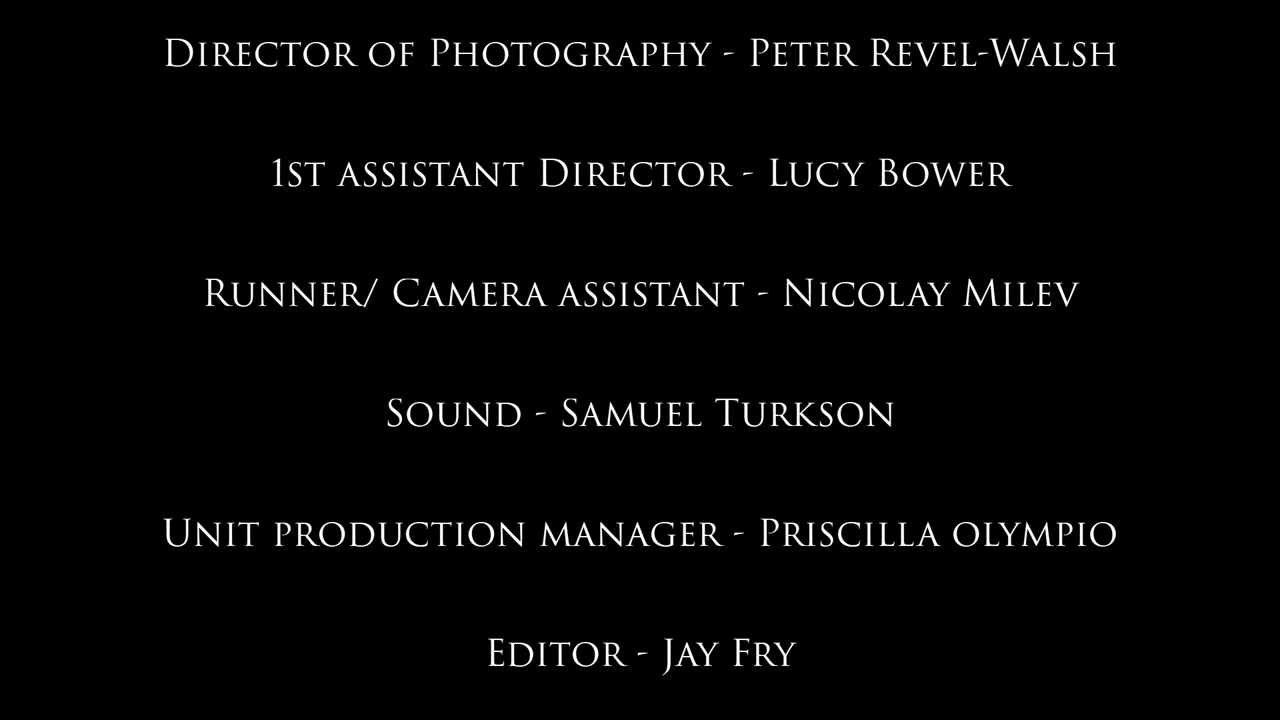 Director of Photography - Peter Revel-Walsh
1st assistant Director - Lucy Bower
Runner/ Camera assistant - Nicolay Milev
Sound - Samuel Turkson
Unit production manager - Priscilla olympio
Editor - Jay Fry